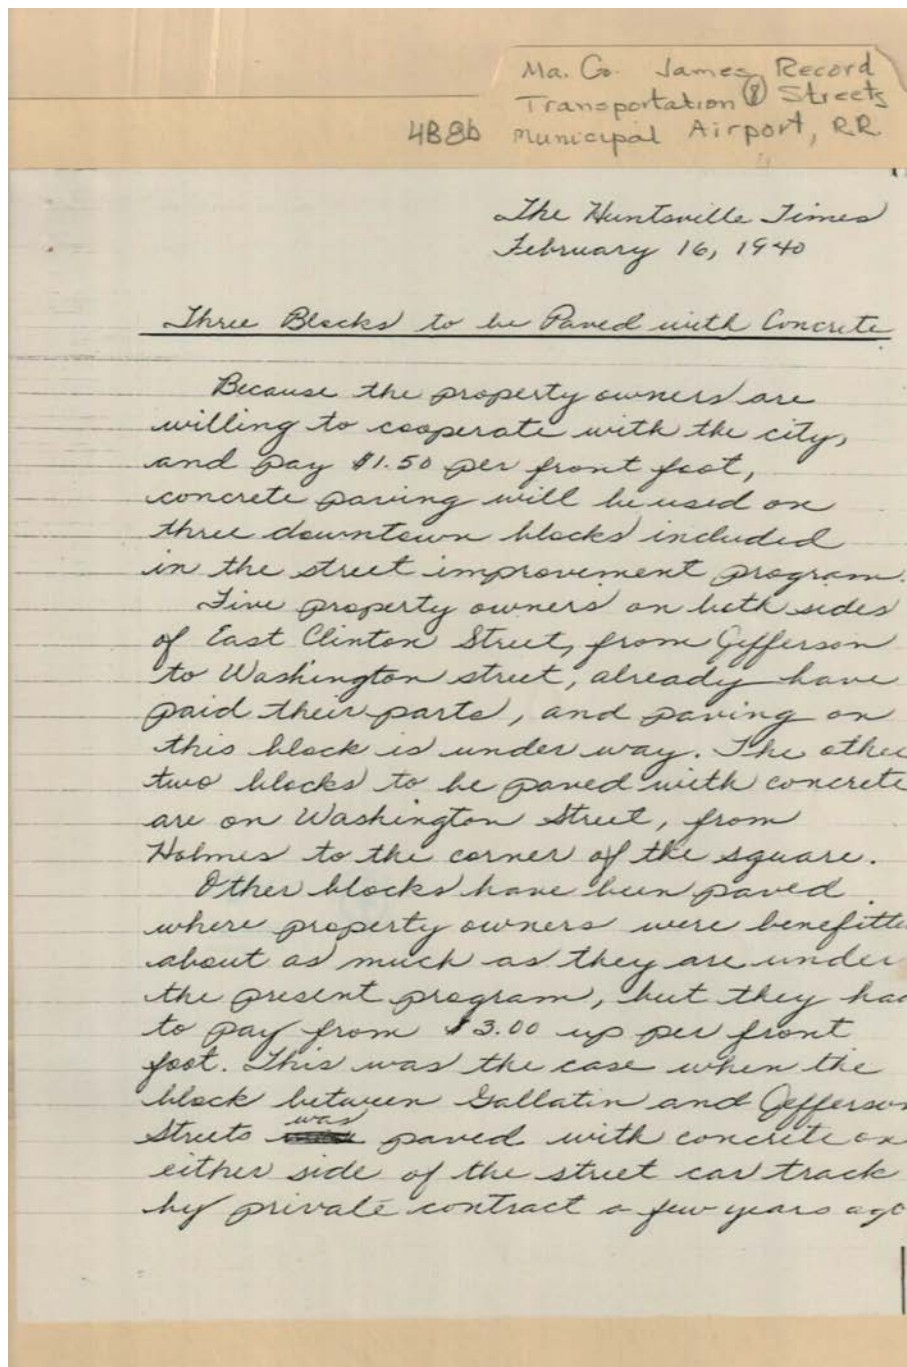 Ma. Co. James Record
Transportation & Streets
4B8b Municipal Airport, R.R.
The Huntsville Times
February 16, 1940
Three Blocks to be Paved with Concrete
Because the property owners are
willing to cooperate with the city,
and pay $1.50 per front foot,
concrete paving will be used on
three downtown blocks included
in the street improvement program.
Five property owners on both sides
of East Clinton Street, from Jefferson
to Washington street, already have
paid their parts, and paving on
this block is under way. The othe
two blocks to be paved with concrete
are on Washington Street, from
Holmes to the corner of the square.
Other blocks have been paved
where property owners were benefitte
about as much as they are under
the present program, but they had
to pay from $3.00 up per front
foot. This was the case when the
block between Gallatin and Jefferson
Streets was paved with concrete on
either side of the street car track
by private contract a few years ago